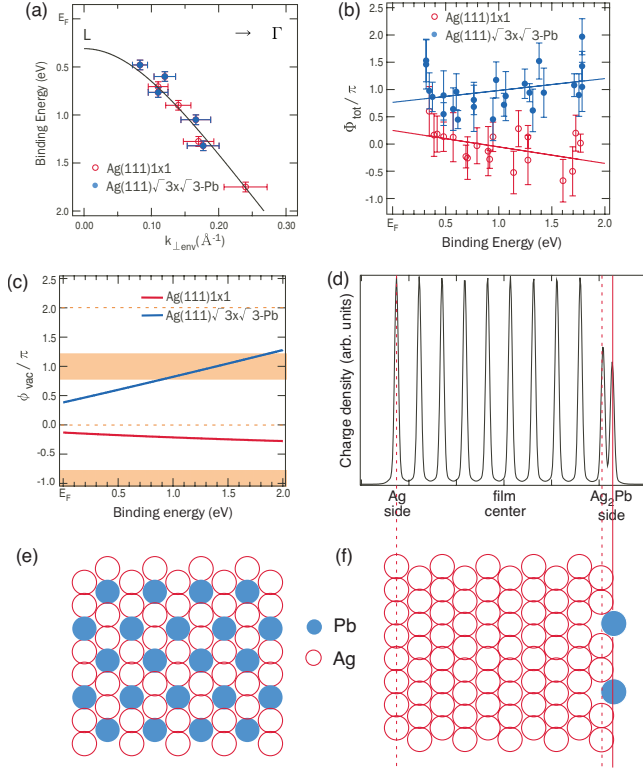 (a)
E_F
L
→ Γ
0.5
1.0
1.5
2.0
Binding Energy (eV)
Ag(111)1x1
Ag(111)√3x√3-Pb
0.00
0.10
0.20
0.30
k⊥env(Å⁻¹)
(b)
Ag(111)1x1
Ag(111)√3x√3-Pb
2.0
1.5
1.0
0.5
0.0
-0.5
-1.0
Φtot/π
E_F
0.5
1.0
1.5
2.0
Binding Energy (eV)
(c)
2.5
2.0
1.5
1.0
0.5
0.0
-0.5
-1.0
ϕvac/π
Ag(111)1x1
Ag(111)√3x√3-Pb
E_F
0.5
1.0
1.5
2.0
Binding energy (eV)
(d)
Charge density (arb. units)
Ag side
film center
Ag₂Pb side
(e)
Pb
Ag
(f)